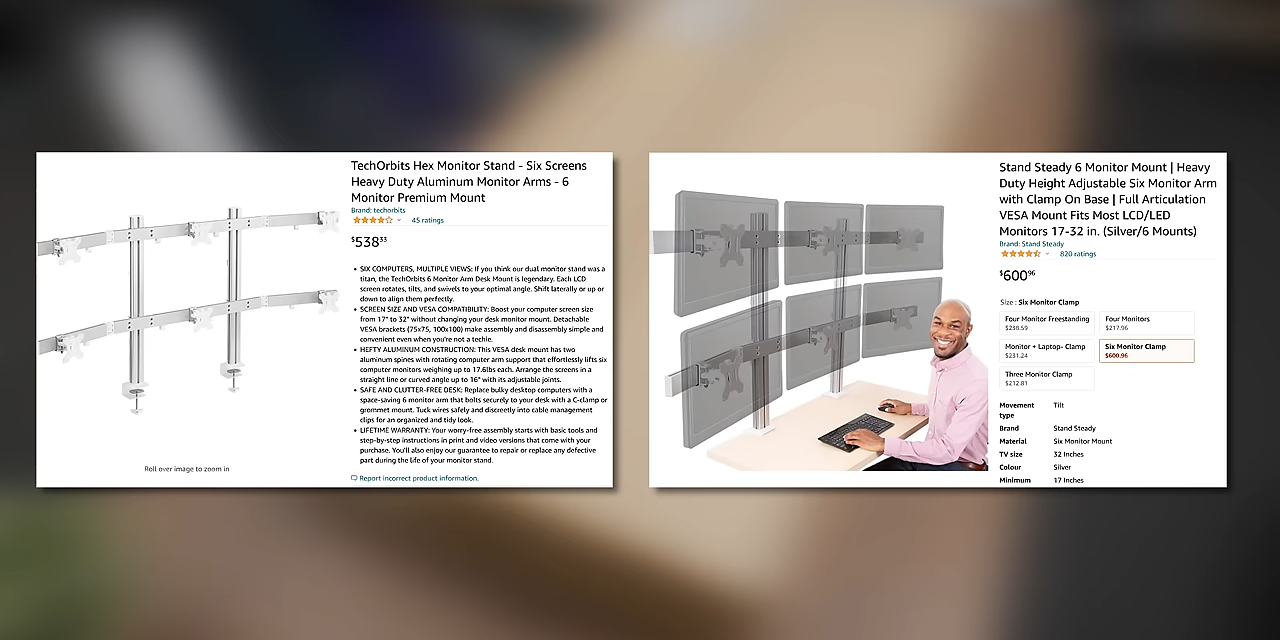 TechOrbits Hex Monitor Stand - Six Screens
Heavy Duty Aluminum Monitor Arms - 6
Monitor Premium Mount
Brand: techorbits
45 ratings
$53833
• SIX COMPUTERS, MULTIPLE VIEWS: If you think our dual monitor stand was a
titan, the TechOrbits 6 Monitor Arm Desk Mount is legendary. Each LCD
screen rotates, tilts, and swivels to your optimal angle. Shift laterally or up or
down to align them perfectly.
• SCREEN SIZE AND VESA COMPATIBILITY: Boost your computer screen size
from 17" to 32" without changing your desk monitor mount. Detachable
VESA brackets (75x75, 100x100) make assembly and disassembly simple and
convenient even when you're not a techie.
• HEFTY ALUMINUM CONSTRUCTION: This VESA desk mount has two
aluminum spines with rotating computer arm support that effortlessly lifts six
computer monitors weighing up to 17.6lbs each. Arrange the screens in a
straight line or curved angle up to 16° with its adjustable joints.
• SAFE AND CLUTTER-FREE DESK: Replace bulky desktop computers with a
space-saving 6 monitor arm that bolts securely to your desk with a C-clamp or
grommet mount. Tuck wires safely and discreetly into cable management
clips for an organized and tidy look.
• LIFETIME WARRANTY: Your worry-free assembly starts with basic tools and
step-by-step instructions in print and video versions that come with your
purchase. You'll also enjoy our guarantee to repair or replace any defective
part during the life of your monitor stand.
Roll over image to zoom in
Report incorrect product information.
Stand Steady 6 Monitor Mount | Heavy
Duty Height Adjustable Six Monitor Arm
with Clamp On Base | Full Articulation
VESA Mount Fits Most LCD/LED
Monitors 17-32 in. (Silver/6 Mounts)
Brand: Stand Steady
820 ratings
$60096
Size : Six Monitor Clamp
Four Monitor Freestanding
$238.59
Four Monitors
$217.96
Monitor + Laptop- Clamp
$231.24
Six Monitor Clamp
$600.96
Three Monitor Clamp
$212.81
Movement Tilt
type
Brand Stand Steady
Material Six Monitor Mount
TV size 32 Inches
Colour Silver
Minimum 17 Inches